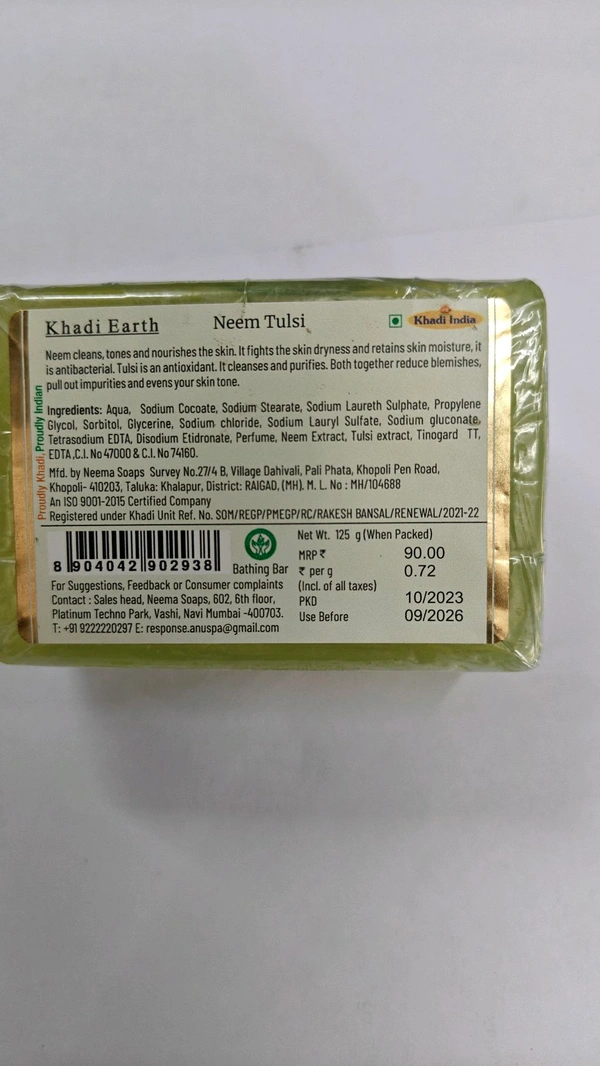 Khadi Earth Neem Tulsi Khadi India
Neem cleans, tones and nourishes the skin. It fights the skin dryness and retains skin moisture, it
is antibacterial. Tulsi is an antioxidant. It cleanses and purifies. Both together reduce blemishes,
pull out impurities and evens your skin tone.
Proudly Khadi, Proudly Indian
Ingredients: Aqua, Sodium Cocoate, Sodium Stearate, Sodium Laureth Sulphate, Propylene
Glycol, Sorbitol, Glycerine, Sodium chloride, Sodium Lauryl Sulfate, Sodium gluconate,
Tetrasodium EDTA, Disodium Etidronate, Perfume, Neem Extract, Tulsi extract, Tinogard TT,
EDTA ,C.I. No 47000 & C.I. No 74160.
Mfd. by Neema Soaps Survey No.27/4 B, Village Dahivali, Pali Phata, Khopoli Pen Road,
Khopoli- 410203, Taluka: Khalapur, District: RAIGAD, (MH). M. L. No : MH/104688
An ISO 9001-2015 Certified Company
Registered under Khadi Unit Ref. No. SOM/REGP/PMEGP/RC/RAKESH BANSAL/RENEWAL/2021-22
8 904042 902938
Bathing Bar
For Suggestions, Feedback or Consumer complaints
Contact : Sales head, Neema Soaps, 602, 6th floor,
Platinum Techno Park, Vashi, Navi Mumbai -400703.
T: +91 9222220297 E: response.anuspa@gmail.com
Net Wt. 125 g (When Packed)
MRP ₹ 90.00
₹ per g 0.72
(Incl. of all taxes)
PKD 10/2023
Use Before 09/2026